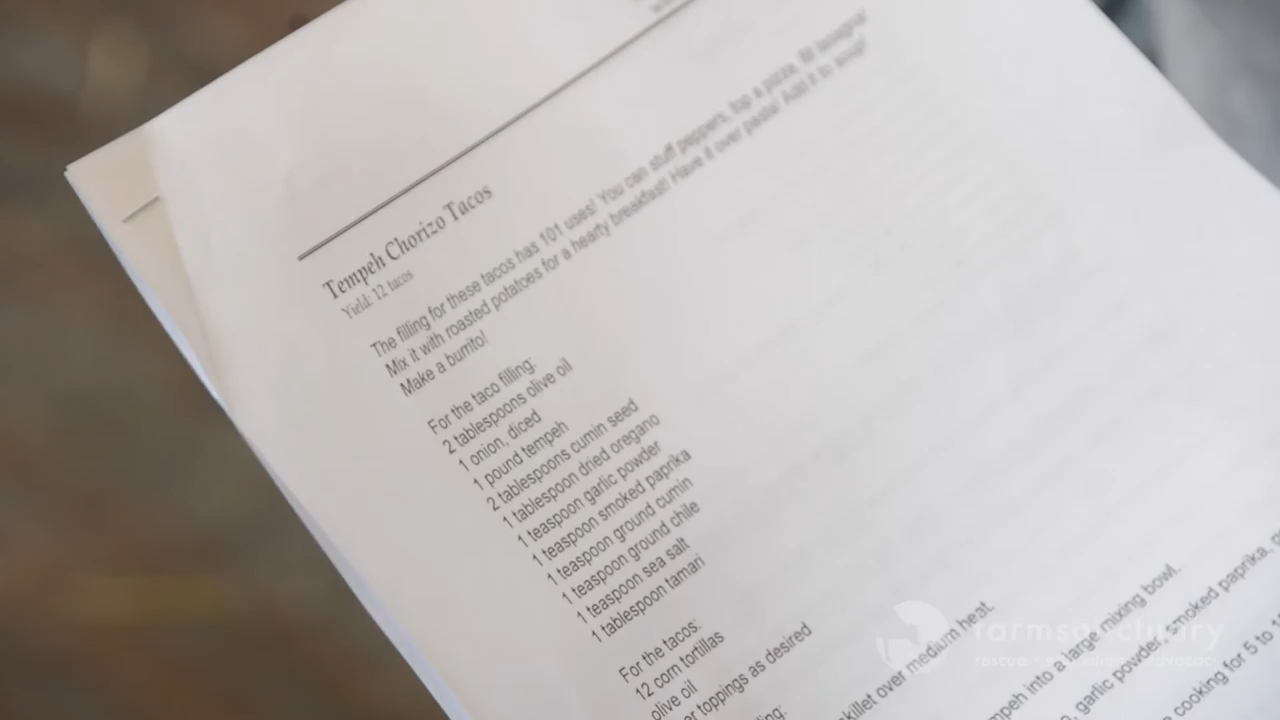 Tempeh Chorizo Tacos
Yield: 12 tacos
The filling for these tacos has 101 uses! You can stuff peppers, top a pizza, fill lasagna!
Mix it with roasted potatoes for a hearty breakfast! Have it over pasta! Add it to soup!
Make a burrito!
For the taco filling:
2 tablespoons olive oil
1 onion, diced
1 pound tempeh
2 tablespoons cumin seed
1 tablespoon dried oregano
1 teaspoon garlic powder
1 teaspoon smoked paprika
1 teaspoon ground cumin
1 teaspoon ground chile
1 teaspoon sea salt
1 tablespoon tamari
For the tacos:
12 corn tortillas
olive oil
toppings as desired
over medium heat.
into a large mixing bowl.
garlic powder, smoked paprika,
cooking for 5 to
farmsanctuary
rescue